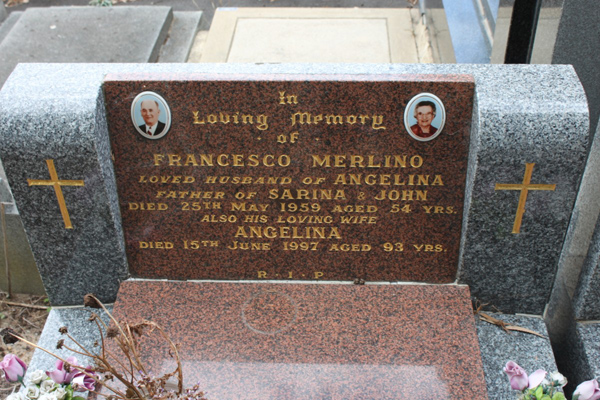 In
Loving Memory
of
FRANCESCO MERLINO
LOVED HUSBAND OF ANGELINA
FATHER OF SARINA & JOHN
DIED 25TH MAY 1959 AGED 54 YRS.
ALSO HIS LOVING WIFE
ANGELINA
DIED 15TH JUNE 1997 AGED 93 YRS.
R.I.P